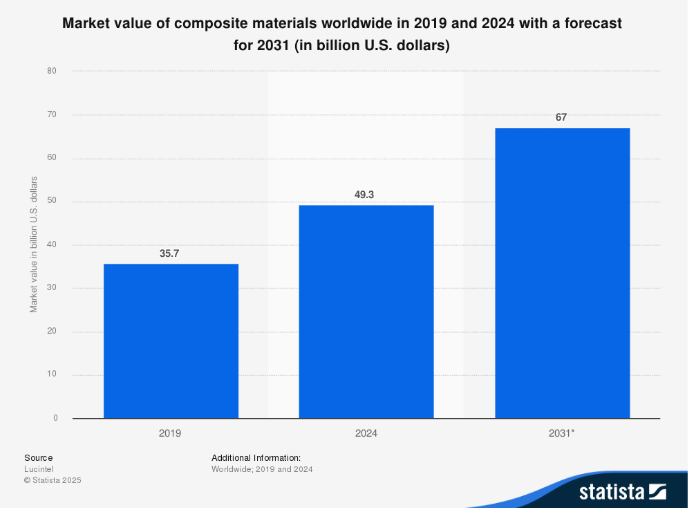 Market value of composite materials worldwide in 2019 and 2024 with a forecast
for 2031 (in billion U.S. dollars)
Market value in billion U.S. dollars
80
70
60
50
40
30
20
10
0
35.7
49.3
67
2019
2024
2031*
Source
Lucintel
© Statista 2025
Additional Information:
Worldwide; 2019 and 2024
statista